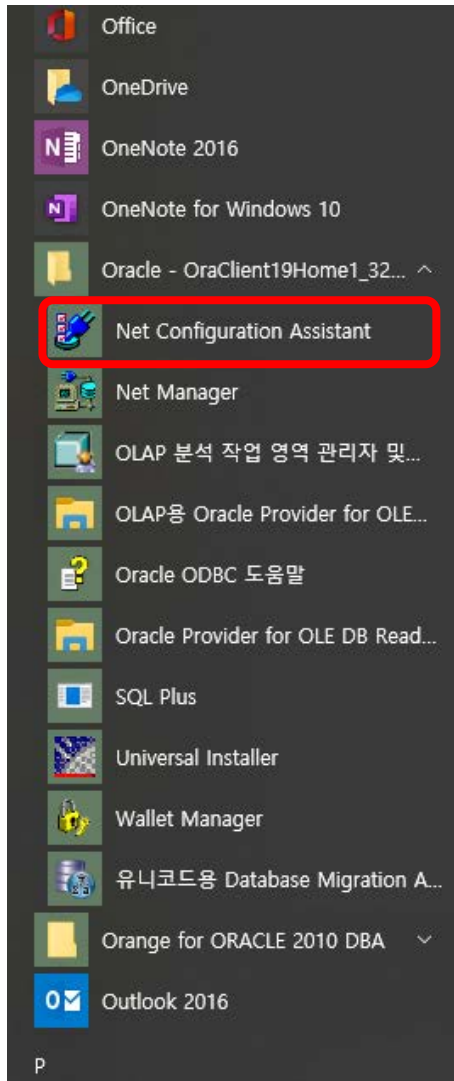 Office
OneDrive
OneNote 2016
OneNote for Windows 10
Oracle - OraClient19Home1_32...
Net Configuration Assistant
Net Manager
OLAP 분석 작업 영역 관리자 및...
OLAP용 Oracle Provider for OLE...
Oracle ODBC 도움말
Oracle Provider for OLE DB Read...
SQL Plus
Universal Installer
Wallet Manager
유니코드용 Database Migration A...
Orange for ORACLE 2010 DBA
Outlook 2016
P